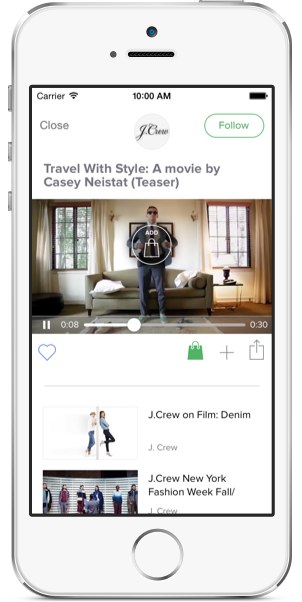 Carrier
10:00 AM
Close
J.Crew
Follow
Travel With Style: A movie by
Casey Neistat (Teaser)
ADD
0:08
0:30
J.Crew on Film: Denim
J. Crew
J.Crew New York
Fashion Week Fall/
J. Crew